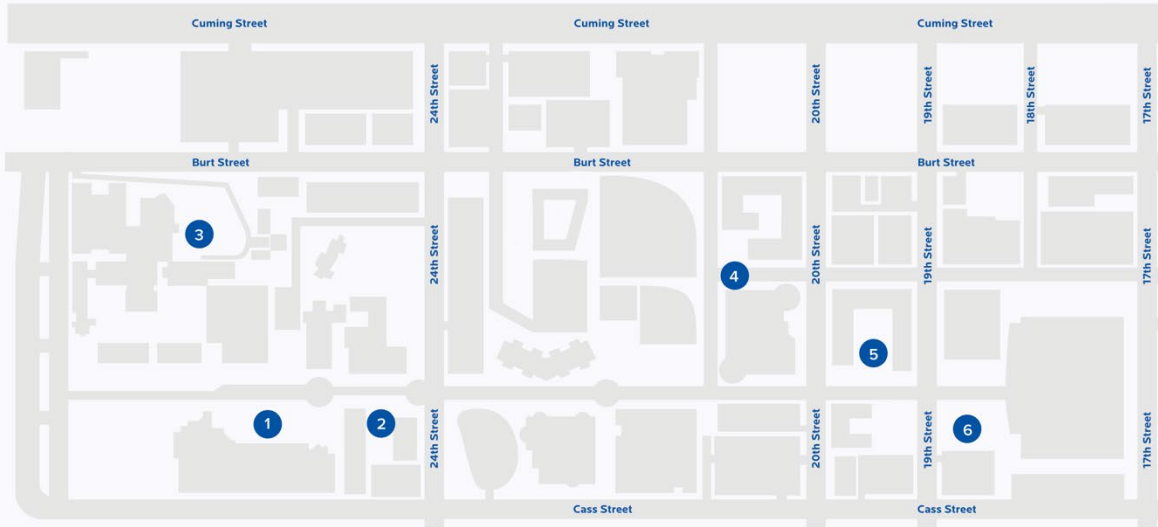 Cuming Street
Cuming Street
Cuming Street
24th Street
20th Street
19th Street
18th Street
17th Street
Burt Street
Burt Street
Burt Street
3
24th Street
4
20th Street
19th Street
17th Street
5
1
2
24th Street
20th Street
19th Street
6
17th Street
Cass Street
Cass Street